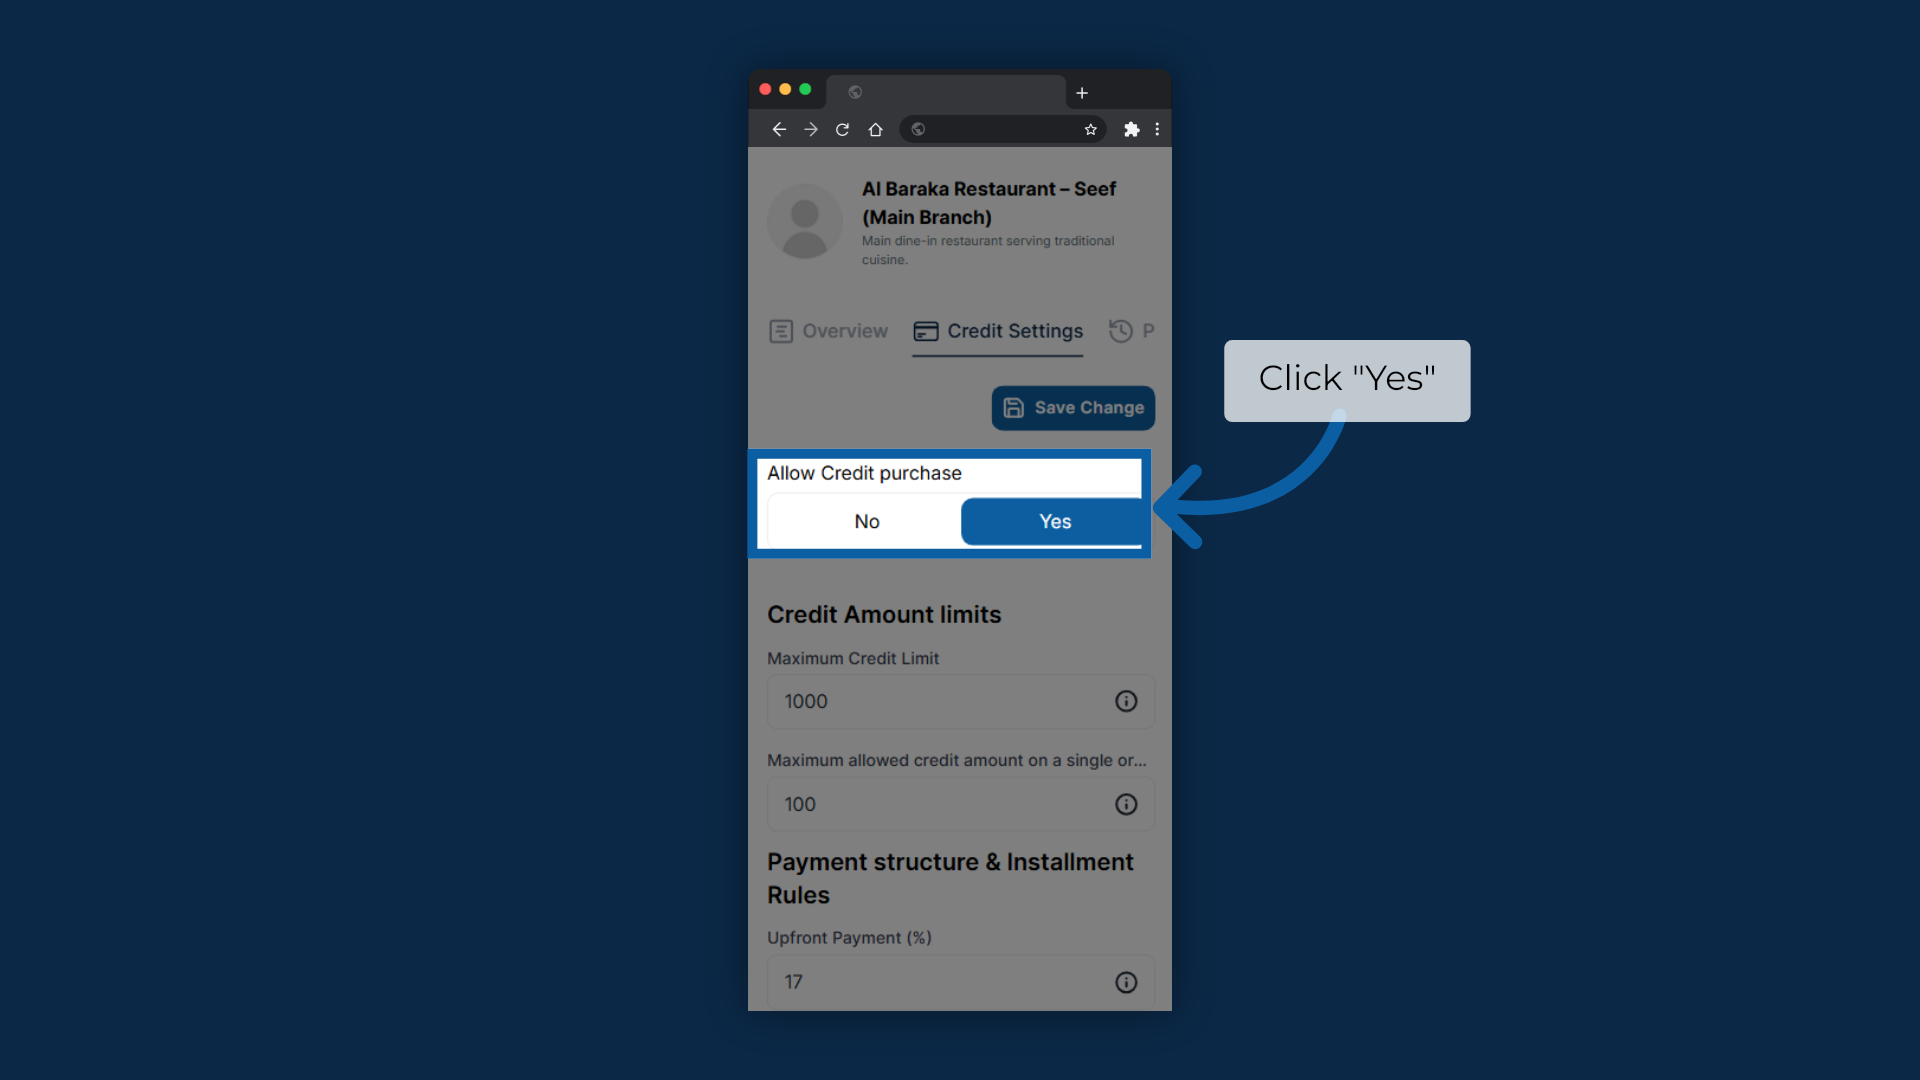 Al Baraka Restaurant – Seef
(Main Branch)
Main dine-in restaurant serving traditional
cuisine.
Overview
Credit Settings
P
Save Change
Click "Yes"
Allow Credit purchase
No
Yes
Credit Amount limits
Maximum Credit Limit
1000
Maximum allowed credit amount on a single or...
100
Payment structure & Installment
Rules
Upfront Payment (%)
17